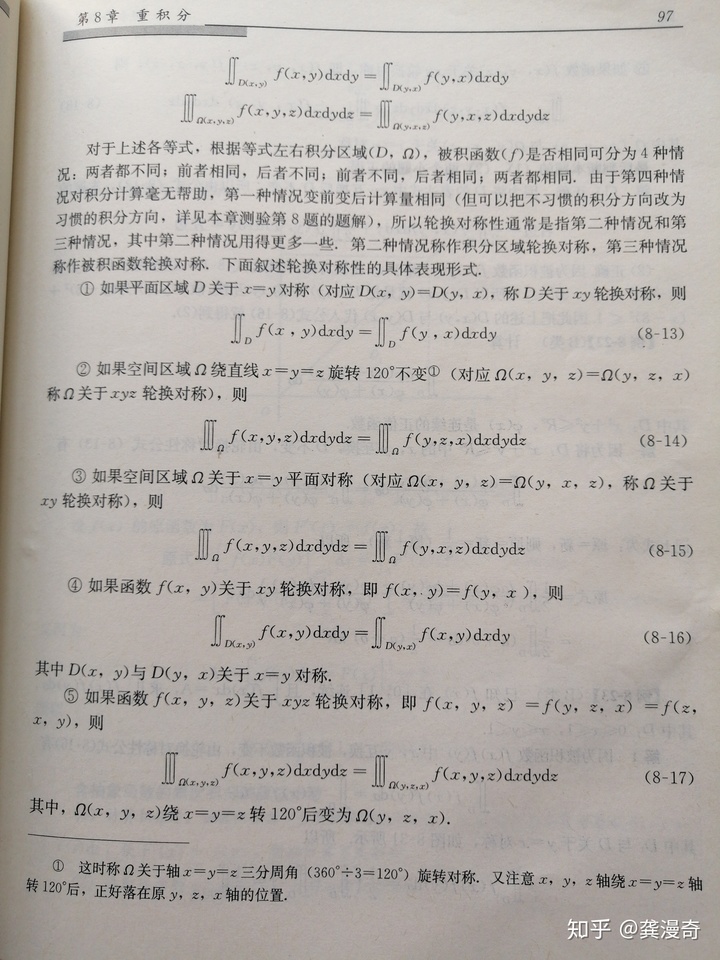 第8章 重积分 97
∬_{D(x,y)} f(x,y)dxdy=∬_{D(y,x)} f(y,x)dxdy
∭_{Ω(x,y,z)} f(x,y,z)dxdydz=∭_{Ω(y,x,z)} f(y,x,z)dxdydz
对于上述各等式，根据等式左右积分区域(D，Ω)，被积函数(f)是否相同可分为4种情
况：两者都不同；前者相同，后者不同；前者不同，后者相同；两者都相同．由于第四种情
况对积分计算毫无帮助，第一种情况变前变后计算量相同（但可以把不习惯的积分方向改为
习惯的积分方向，详见本章测验第8题的题解），所以轮换对称性通常是指第二种情况和第
三种情况，其中第二种情况用得更多一些．第二种情况称作积分区域轮换对称，第三种情况
称作被积函数轮换对称．下面叙述轮换对称性的具体表现形式．
① 如果平面区域D关于x=y对称（对应D(x，y)=D(y，x)，称D关于xy轮换对称，则
∬_D f(x,y)dxdy=∬_D f(y,x)dxdy (8-13)
② 如果空间区域Ω绕直线x=y=z旋转120°不变①（对应Ω(x，y，z)=Ω(y，z，x)
称Ω关于xyz轮换对称），则
∭_Ω f(x,y,z)dxdydz=∭_Ω f(y,z,x)dxdydz (8-14)
③ 如果空间区域Ω关于x=y平面对称（对应Ω(x，y，z)=Ω(y，x，z)，称Ω关于
xy轮换对称），则
∭_Ω f(x,y,z)dxdydz=∭_Ω f(y,x,z)dxdydz (8-15)
④ 如果函数f(x，y)关于xy轮换对称，即f(x，y)=f(y，x)，则
∬_{D(x,y)} f(x,y)dxdy=∬_{D(y,x)} f(x,y)dxdy (8-16)
其中D(x，y)与D(y，x)关于x=y对称．
⑤ 如果函数f(x，y，z)关于xyz轮换对称，即f(x，y，z)=f(y，z，x)=f(z，
x，y)，则
∭_{Ω(x,y,z)} f(x,y,z)dxdydz=∭_{Ω(y,z,x)} f(x,y,z)dxdydz (8-17)
其中，Ω(x，y，z)绕x=y=z转120°后变为Ω(y，z，x)．
① 这时称Ω关于轴x=y=z三分周角（360°÷3=120°）旋转对称．又注意x，y，z轴绕x=y=z轴
转120°后，正好落在原y，z，x轴的位置．
知乎 @龚漫奇